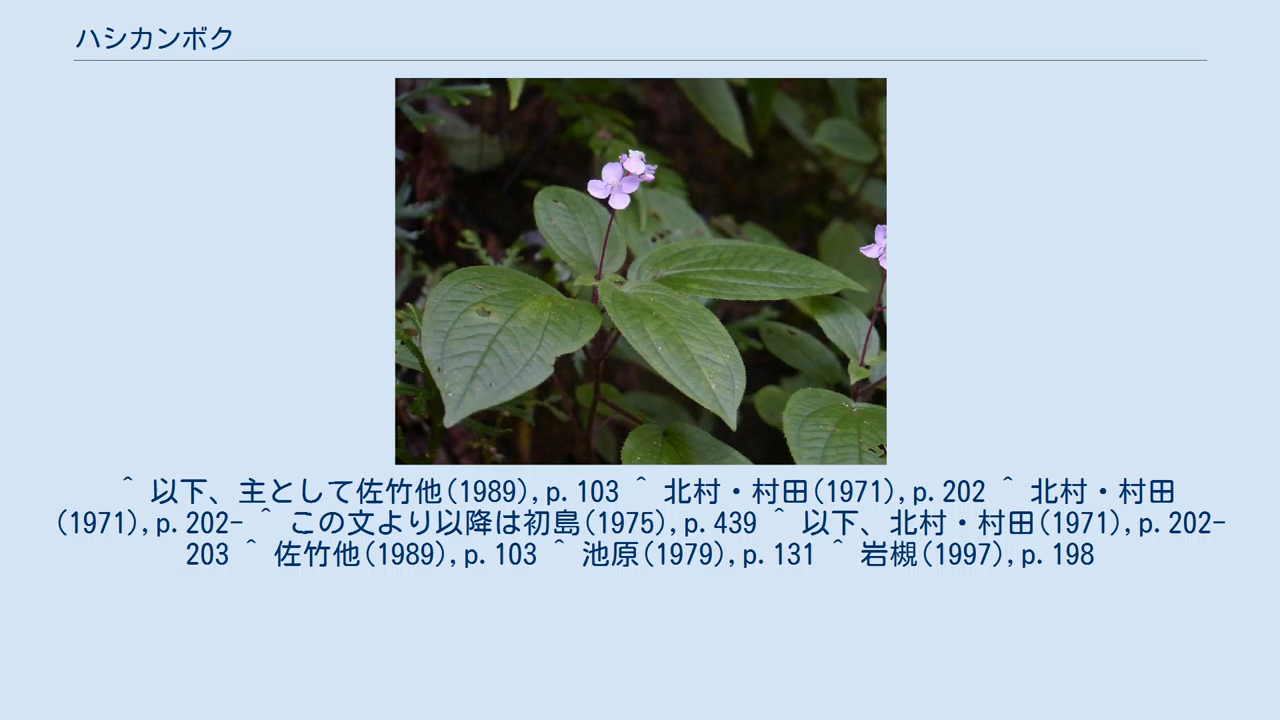 ハシカンボク
^ 以下、主として佐竹他(1989),p.103 ^ 北村・村田(1971),p.202 ^ 北村・村田
(1971),p.202- ^ この文より以降は初島(1975),p.439 ^ 以下、北村・村田(1971),p.202-
203 ^ 佐竹他(1989),p.103 ^ 池原(1979),p.131 ^ 岩槻(1997),p.198